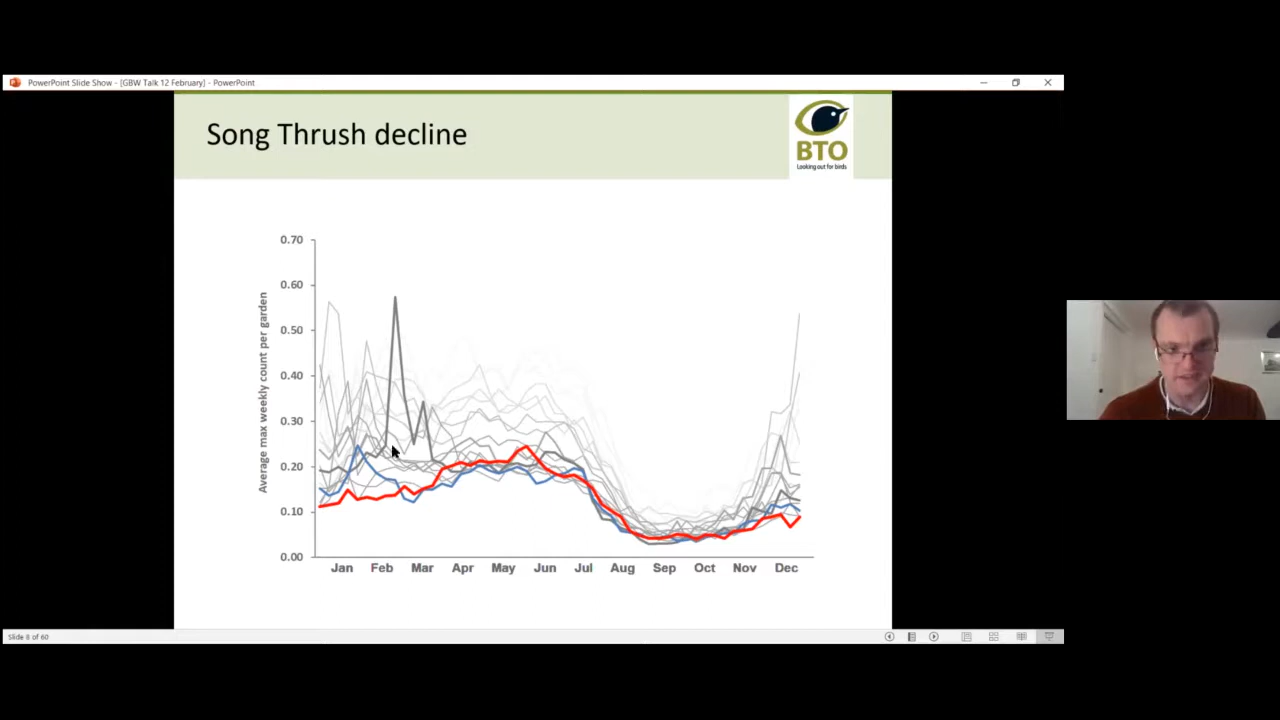 PowerPoint Slide Show - [GBW Talk 12 February] - PowerPoint
Song Thrush decline
BTO
Looking out for birds
Average max weekly count per garden
0.70
0.60
0.50
0.40
0.30
0.20
0.10
0.00
Jan Feb Mar Apr May Jun Jul Aug Sep Oct Nov Dec
Slide 8 of 60